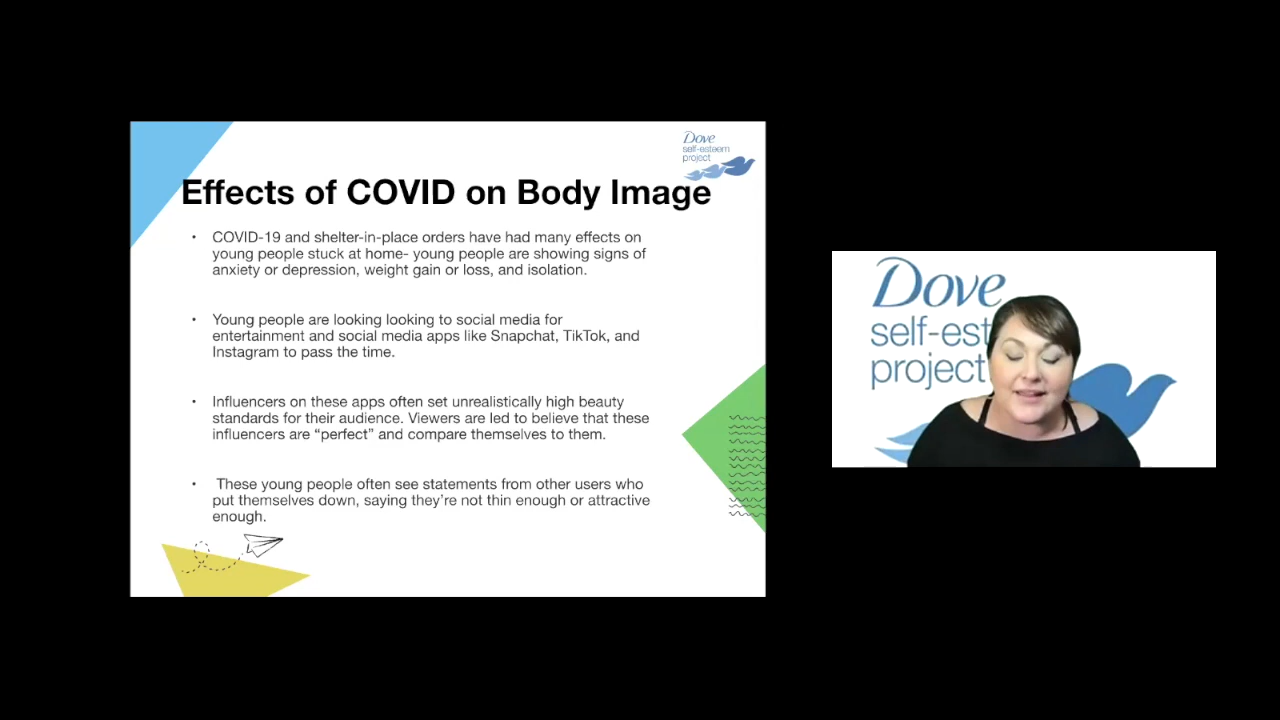 Dove
self-esteem
project
Effects of COVID on Body Image
• COVID-19 and shelter-in-place orders have had many effects on
young people stuck at home- young people are showing signs of
anxiety or depression, weight gain or loss, and isolation.
• Young people are looking looking to social media for
entertainment and social media apps like Snapchat, TikTok, and
Instagram to pass the time.
• Influencers on these apps often set unrealistically high beauty
standards for their audience. Viewers are led to believe that these
influencers are “perfect” and compare themselves to them.
• These young people often see statements from other users who
put themselves down, saying they’re not thin enough or attractive
enough.
Dove
self-est
project